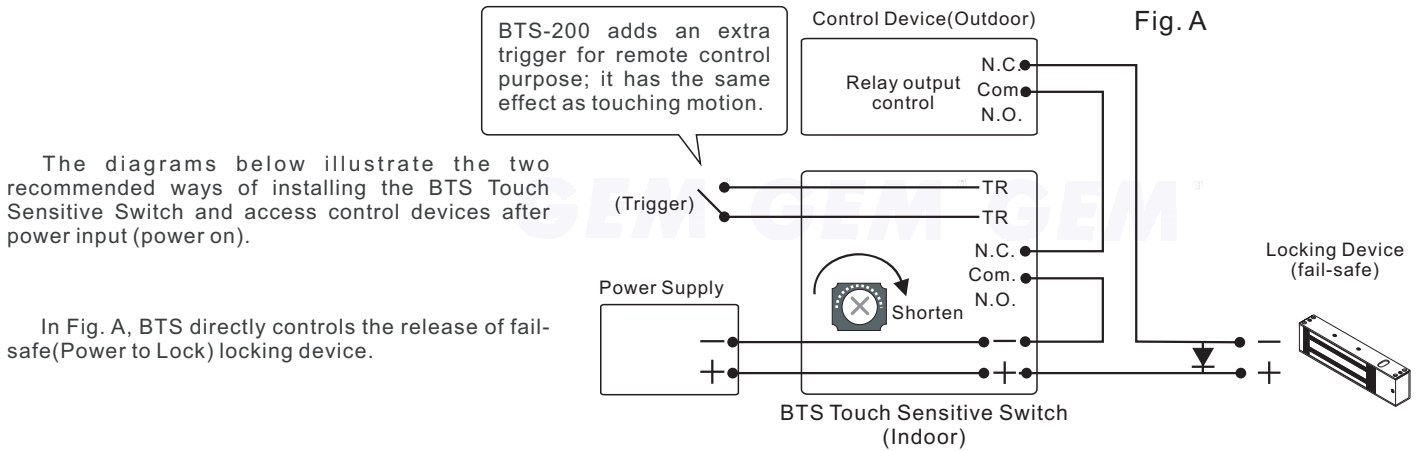 BTS-200 adds an extra
trigger for remote control
purpose; it has the same
effect as touching motion.
Control Device(Outdoor)
Fig. A
N.C.
Relay output
control
Com.
N.O.
The diagrams below illustrate the two
recommended ways of installing the BTS Touch
Sensitive Switch and access control devices after
power input (power on).
(Trigger)
TR
TR
GEM GEM GEM
N.C.
Com.
N.O.
Locking Device
(fail-safe)
Power Supply
Shorten
In Fig. A, BTS directly controls the release of fail-
safe(Power to Lock) locking device.
− − −
+ + +
BTS Touch Sensitive Switch
(Indoor)